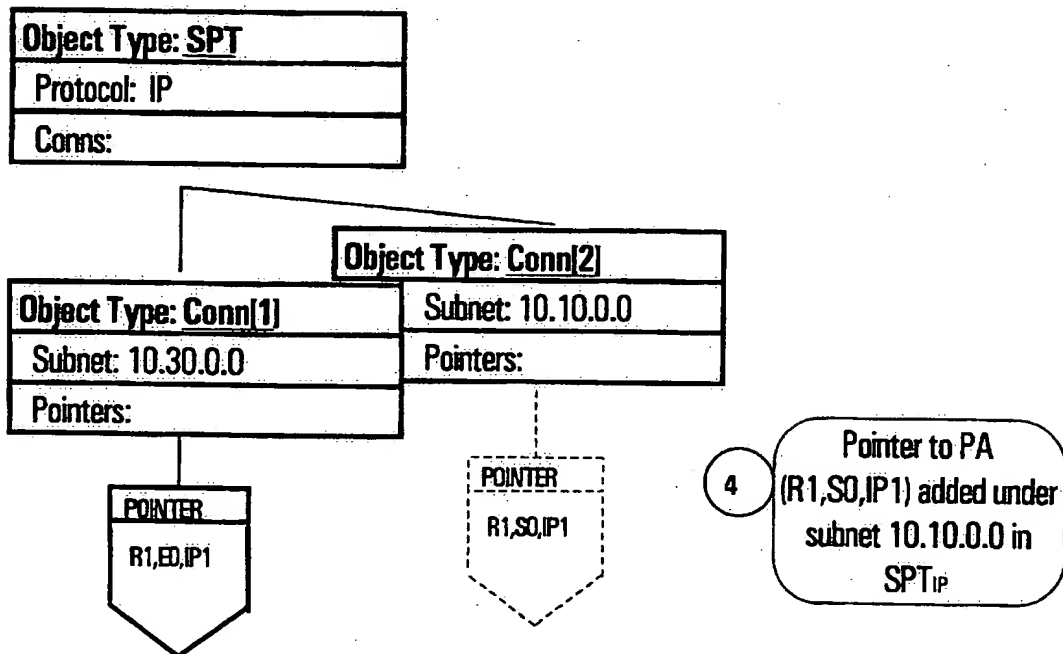 Object Type: SPT
Protocol: IP
Conns:
Object Type: Conn[2]
Subnet: 10.10.0.0
Pointers:
Object Type: Conn[1]
Subnet: 10.30.0.0
Pointers:
POINTER
R1,E0,IP1
POINTER
R1,S0,IP1
4
Pointer to PA
(R1,S0,IP1) added under
subnet 10.10.0.0 in
SPTIP